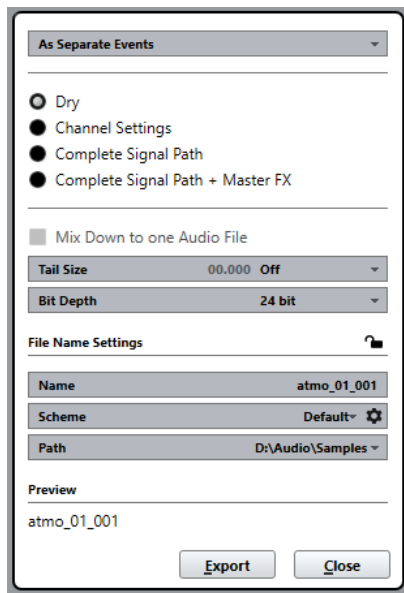 As Separate Events
Dry
Channel Settings
Complete Signal Path
Complete Signal Path + Master FX
Mix Down to one Audio File
Tail Size 00.000 Off
Bit Depth 24 bit
File Name Settings
Name atmo_01_001
Scheme Default
Path D:\Audio\Samples
Preview
atmo_01_001
Export Close